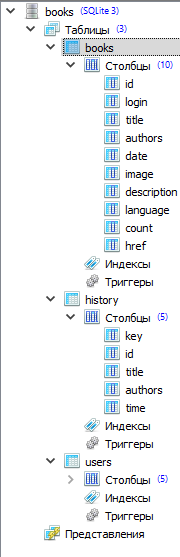 books (SQLite 3)
Таблицы (3)
books
Столбцы (10)
id
login
title
authors
date
image
description
language
count
href
Индексы
Триггеры
history
Столбцы (5)
key
id
title
authors
time
Индексы
Триггеры
users
Столбцы (5)
Индексы
Триггеры
Представления